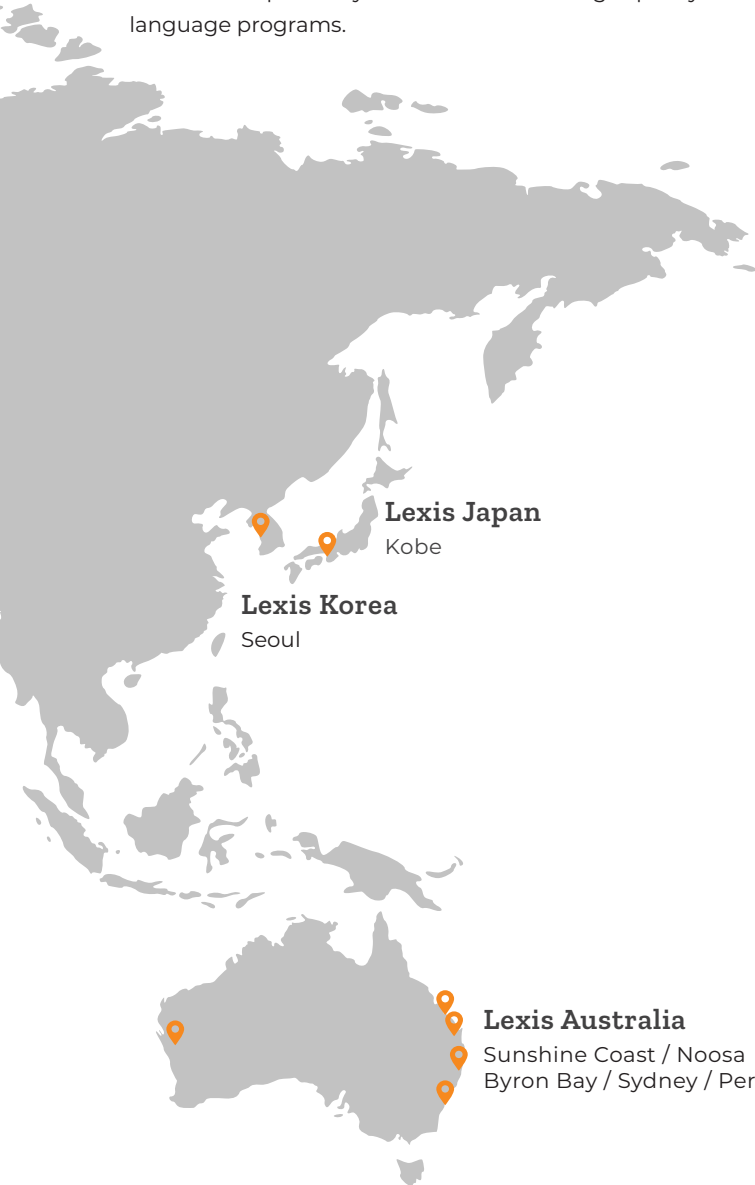 language programs.
Lexis Japan
Kobe
Lexis Korea
Seoul
Lexis Australia
Sunshine Coast / Noosa
Byron Bay / Sydney / Per